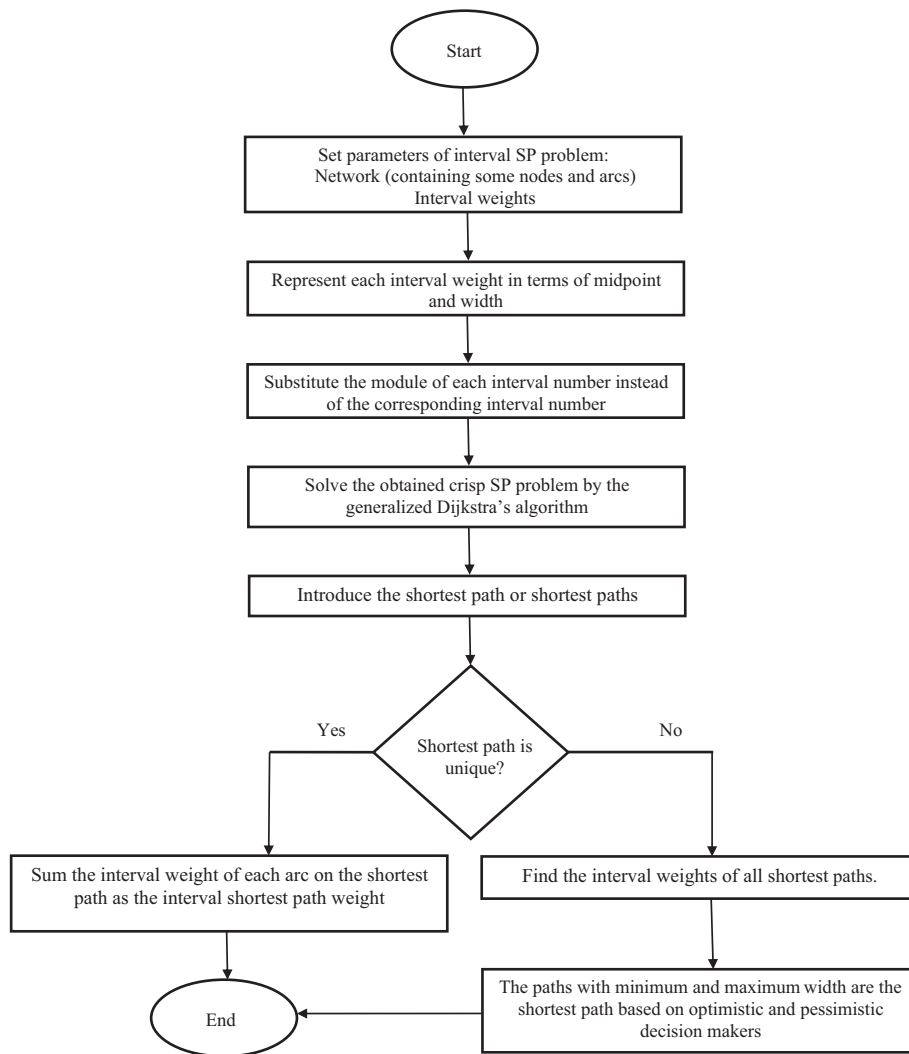 Start
Set parameters of interval SP problem:
Network (containing some nodes and arcs)
Interval weights
Represent each interval weight in terms of midpoint
and width
Substitute the module of each interval number instead
of the corresponding interval number
Solve the obtained crisp SP problem by the
generalized Dijkstra’s algorithm
Introduce the shortest path or shortest paths
Shortest path is
unique?
Yes
No
Sum the interval weight of each arc on the shortest
path as the interval shortest path weight
Find the interval weights of all shortest paths.
The paths with minimum and maximum width are the
shortest path based on optimistic and pessimistic
decision makers
End